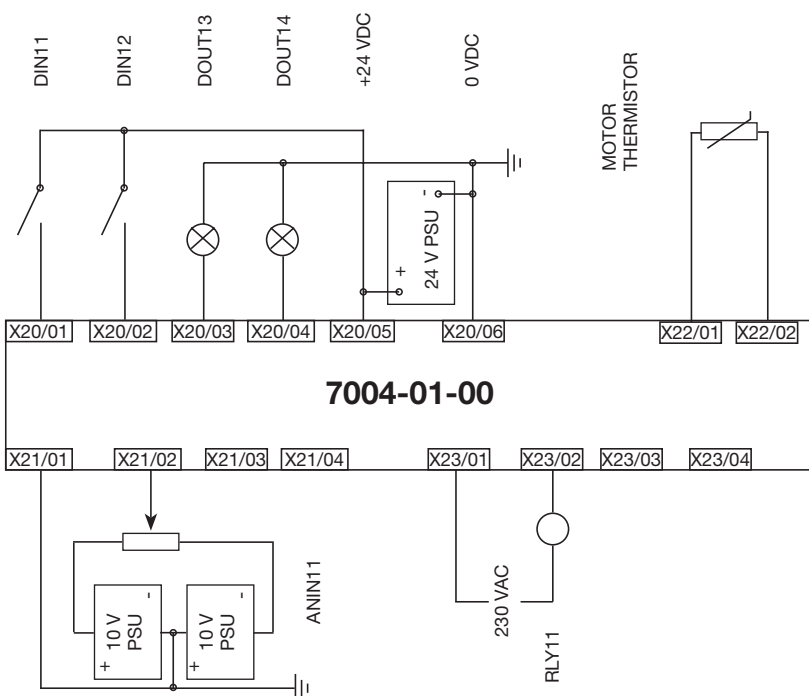 DIN11
DIN12
DOUT13
DOUT14
+24 VDC
0 VDC
MOTOR
THERMISTOR
-
24 V PSU
+
X20/01
X20/02
X20/03
X20/04
X20/05
X20/06
X22/01
X22/02
7004-01-00
X21/01
X21/02
X21/03
X21/04
X23/01
X23/02
X23/03
X23/04
-
10 V
PSU
+
-
10 V
PSU
+
ANIN11
230 VAC
RLY11